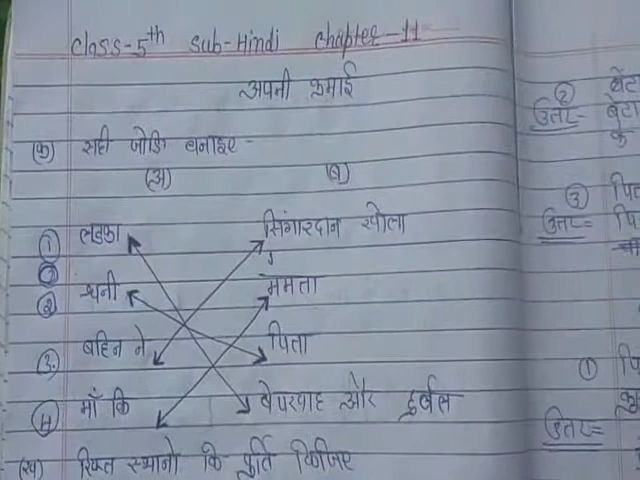 Class-5th Sub-Hindi Chapter-11
अपनी कमाई
(क) सही जोडि बनाइए-
(अ) (ब)
① लडका सिंगारदान खोला
② धनी ममता
③. बहिन ने पिता
④ माँ कि बेपरवाह और दुर्बल
(ख) रिक्त स्थानो कि पुर्ति किजिए
②
उत्तर- बेटा
के
③
उत्तर=
①
उत्तर=